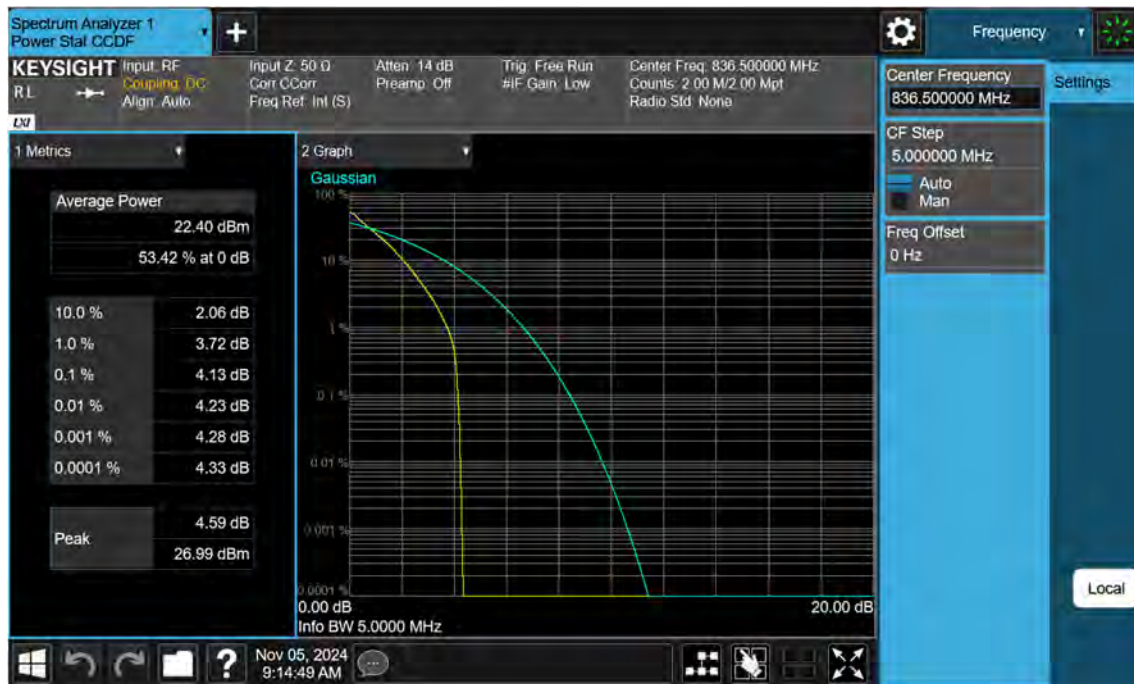 Spectrum Analyzer 1
Power Stat CCDF
+
Frequency
KEYSIGHT
RL
LXI
Input: RF
Coupling: DC
Align: Auto
Input Z: 50 Ω
Corr CCorr
Freq Ref: Int (S)
Atten: 14 dB
Preamp: Off
Trig: Free Run
#IF Gain: Low
Center Freq: 836.500000 MHz
Counts: 2.00 M/2.00 Mpt
Radio Std: None
Center Frequency
836.500000 MHz
Settings
CF Step
5.000000 MHz
Auto
Man
Freq Offset
0 Hz
1 Metrics
Average Power
22.40 dBm
53.42 % at 0 dB
10.0 % 2.06 dB
1.0 % 3.72 dB
0.1 % 4.13 dB
0.01 % 4.23 dB
0.001 % 4.28 dB
0.0001 % 4.33 dB
Peak
4.59 dB
26.99 dBm
2 Graph
Gaussian
100 %
10 %
1 %
0.1 %
0.01 %
0.001 %
0.0001 %
0.00 dB
20.00 dB
Info BW 5.0000 MHz
Local
?
Nov 05, 2024
9:14:49 AM